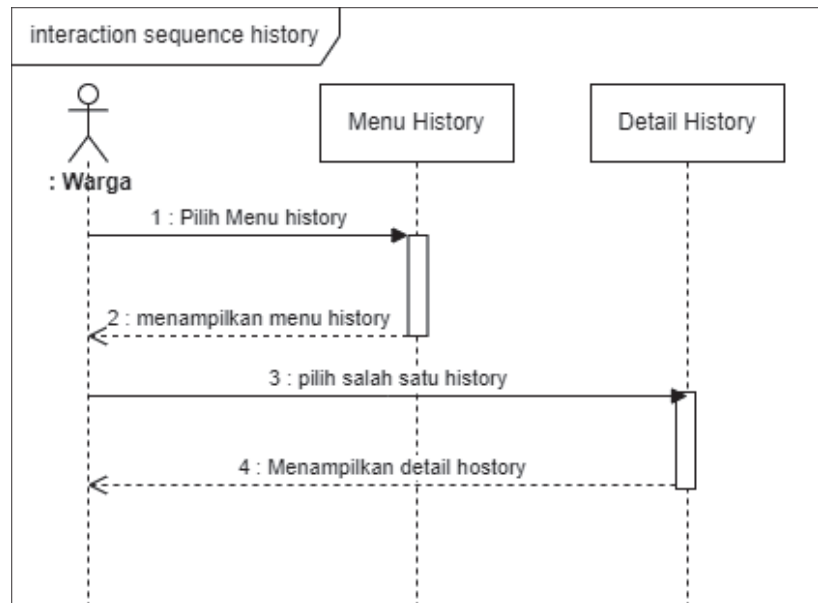 interaction sequence history
Menu History
Detail History
: Warga
1 : Pilih Menu history
2 : menampilkan menu history
3 : pilih salah satu history
4 : Menampilkan detail hostory